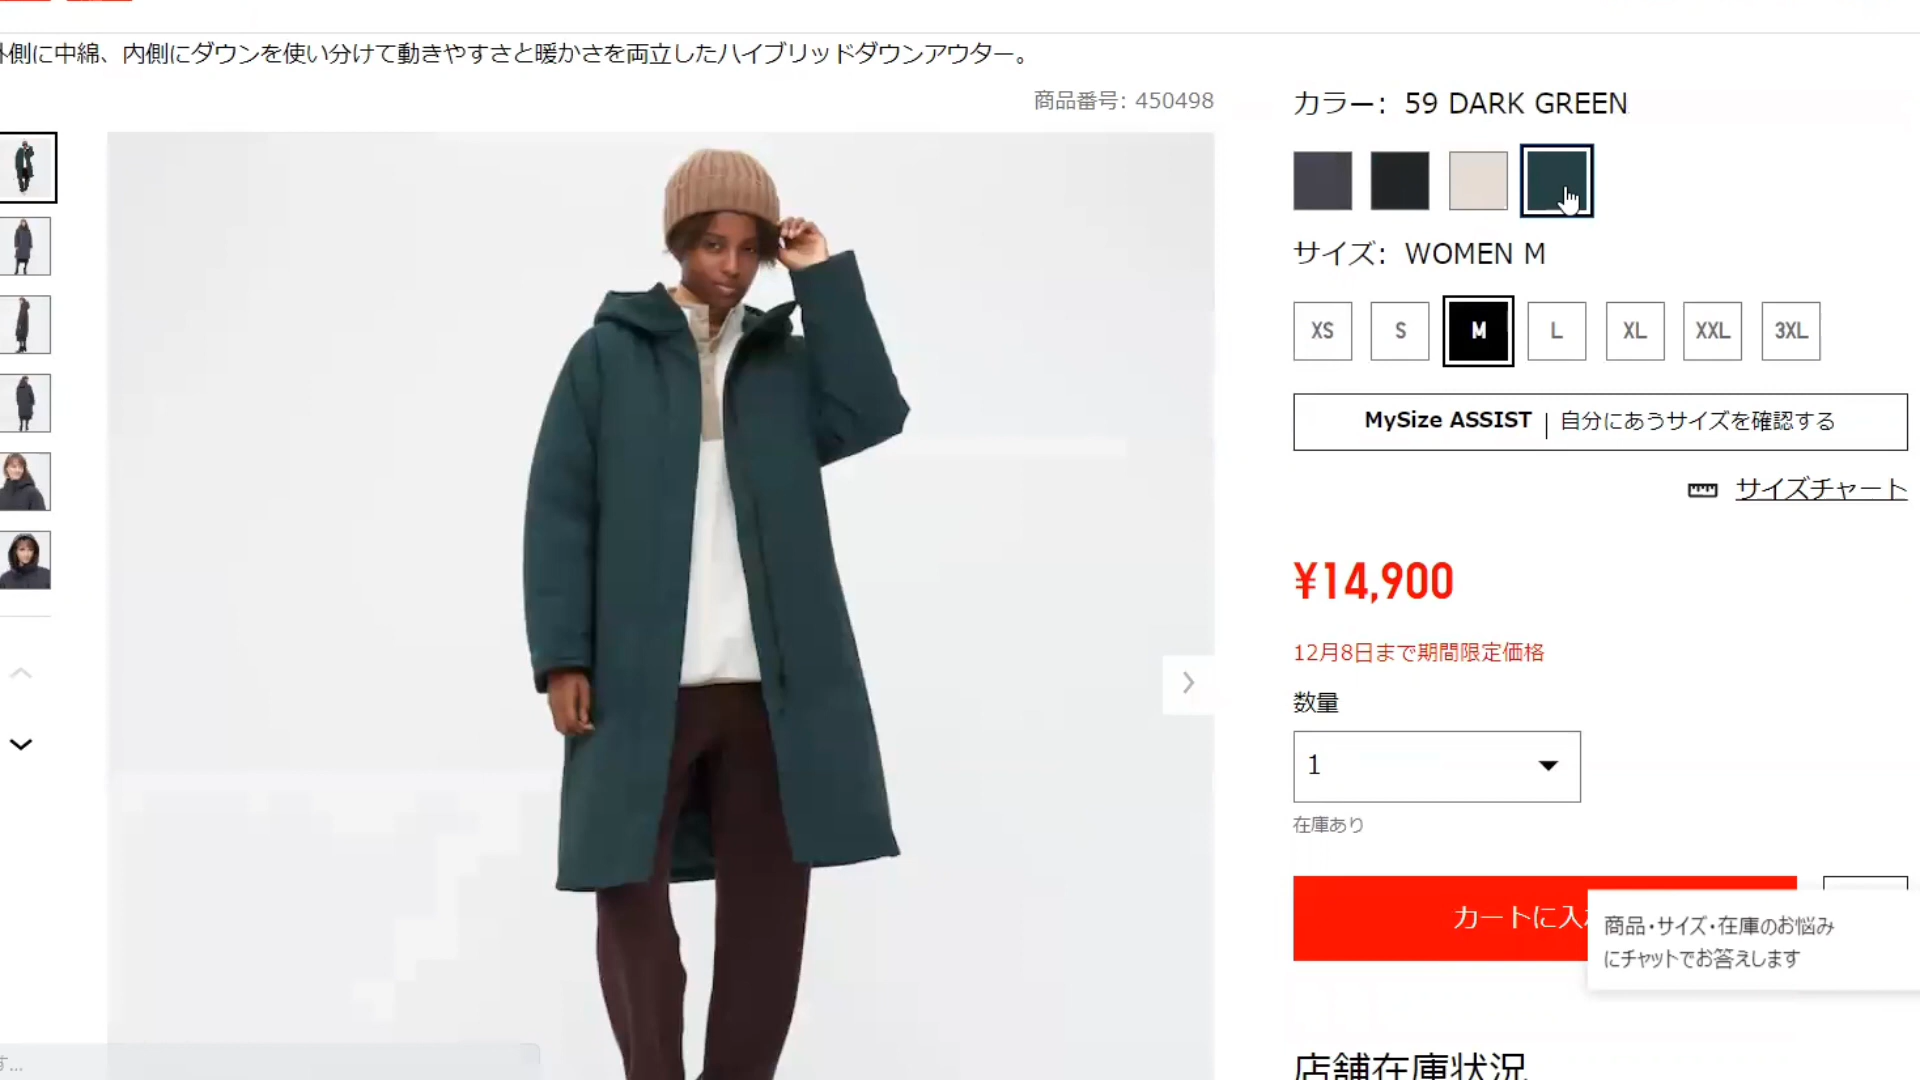 側に中綿、内側にダウンを使い分けて動きやすさと暖かさを両立したハイブリッドダウンアウター。
商品番号: 450498
カラー: 59 DARK GREEN
サイズ: WOMEN M
XS S M L XL XXL 3XL
MySize ASSIST | 自分にあうサイズを確認する
サイズチャート
¥14,900
12月8日まで期間限定価格
数量
1
在庫あり
カートに入
商品・サイズ・在庫のお悩み
にチャットでお答えします
店舗在庫状況
す...